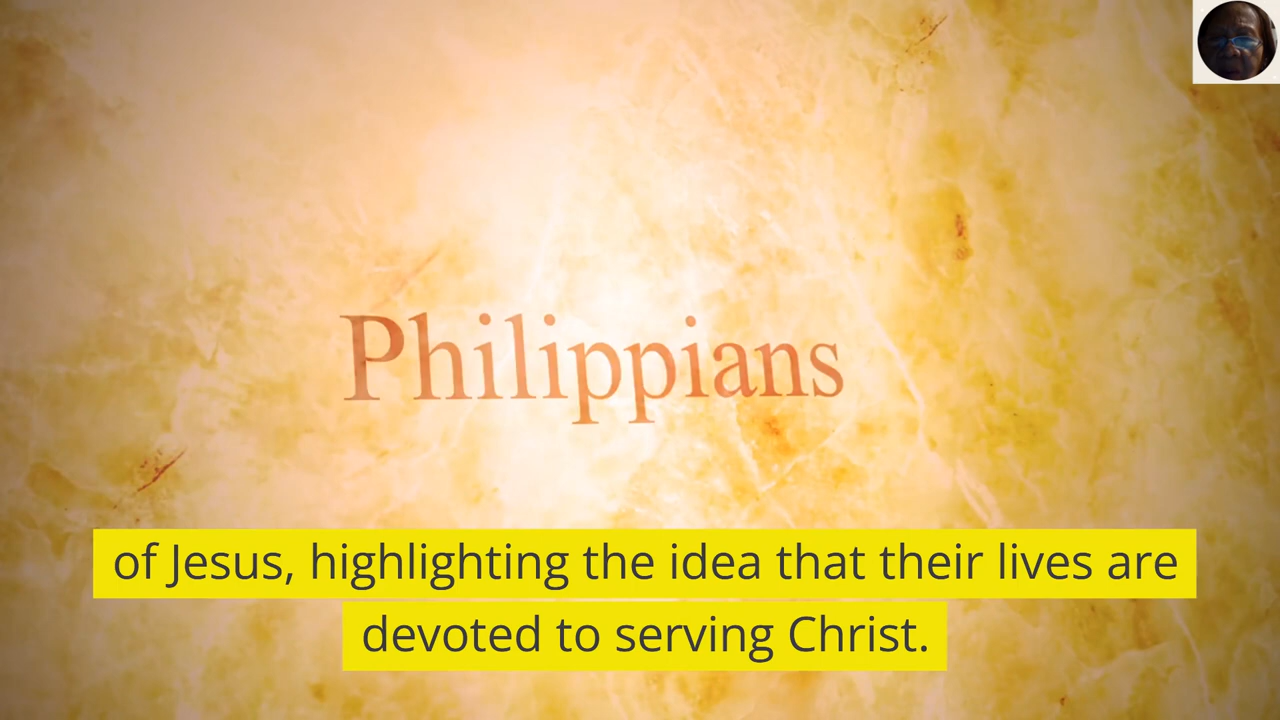 Philippians
of Jesus, highlighting the idea that their lives are
devoted to serving Christ.